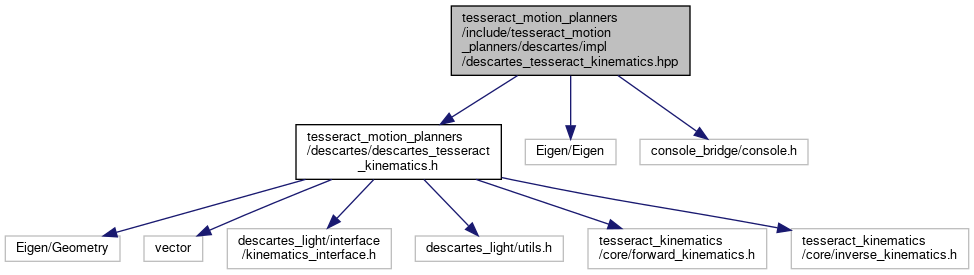 tesseract_motion_planners
/include/tesseract_motion
_planners/descartes/impl
/descartes_tesseract_kinematics.hpp
tesseract_motion_planners
/descartes/descartes_tesseract
_kinematics.h
Eigen/Eigen
console_bridge/console.h
Eigen/Geometry
vector
descartes_light/interface
/kinematics_interface.h
descartes_light/utils.h
tesseract_kinematics
/core/forward_kinematics.h
tesseract_kinematics
/core/inverse_kinematics.h